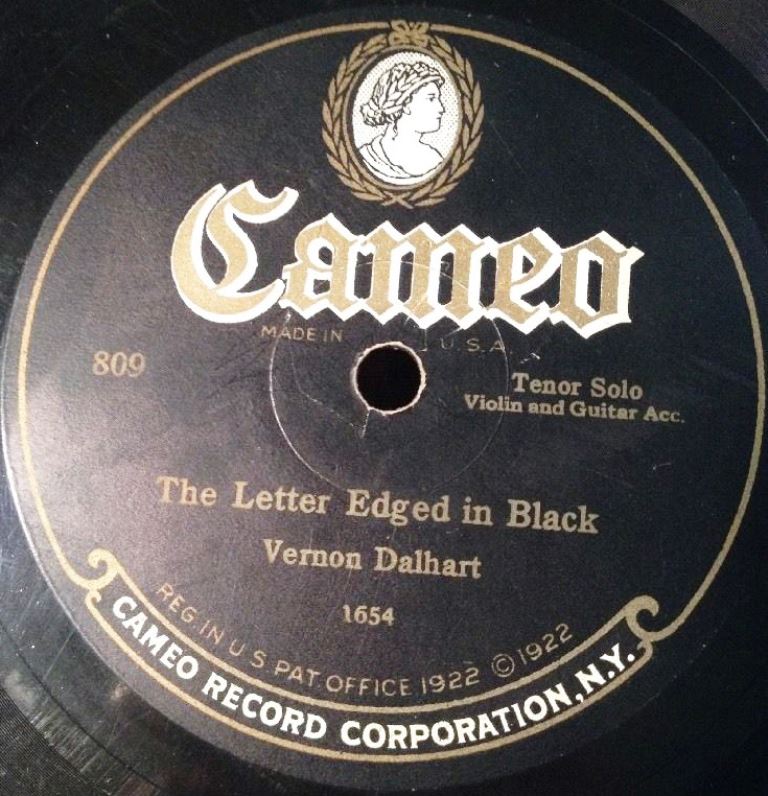 Cameo
MADE IN U.S.A.
809
Tenor Solo
Violin and Guitar Acc.
The Letter Edged in Black
Vernon Dalhart
1654
REG IN U S PAT OFFICE 1922 © 1922
CAMEO RECORD CORPORATION, N.Y.